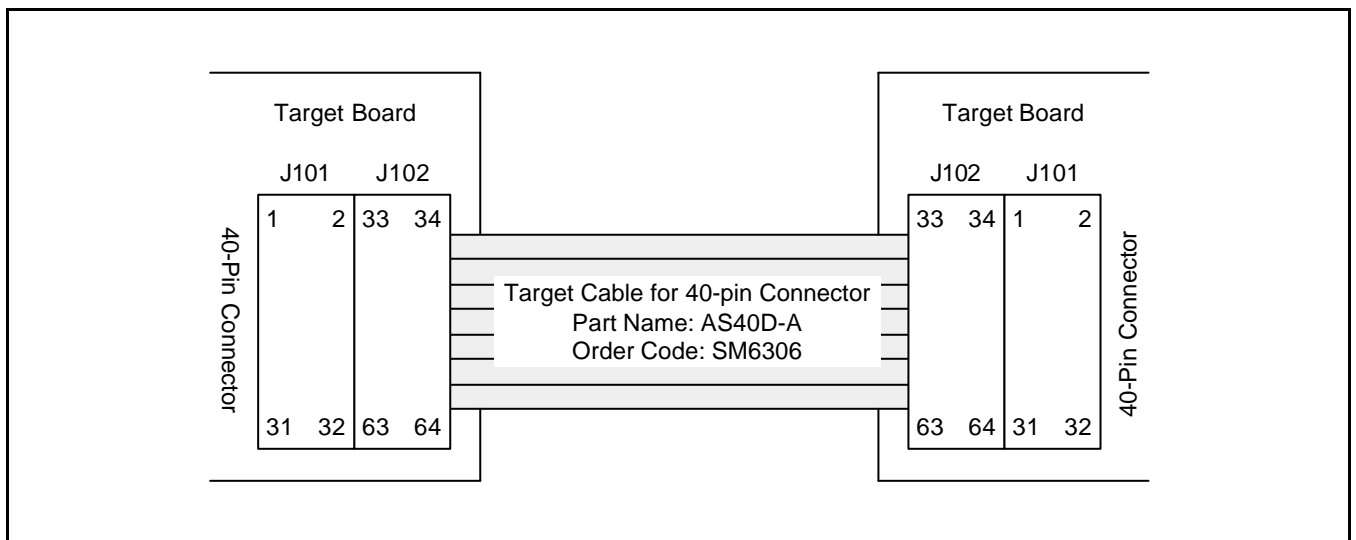 Target Board
J101 J102
1 2 33 34
31 32 63 64
40-Pin Connector
Target Cable for 40-pin Connector
Part Name: AS40D-A
Order Code: SM6306
Target Board
J102 J101
33 34 1 2
63 64 31 32
40-Pin Connector